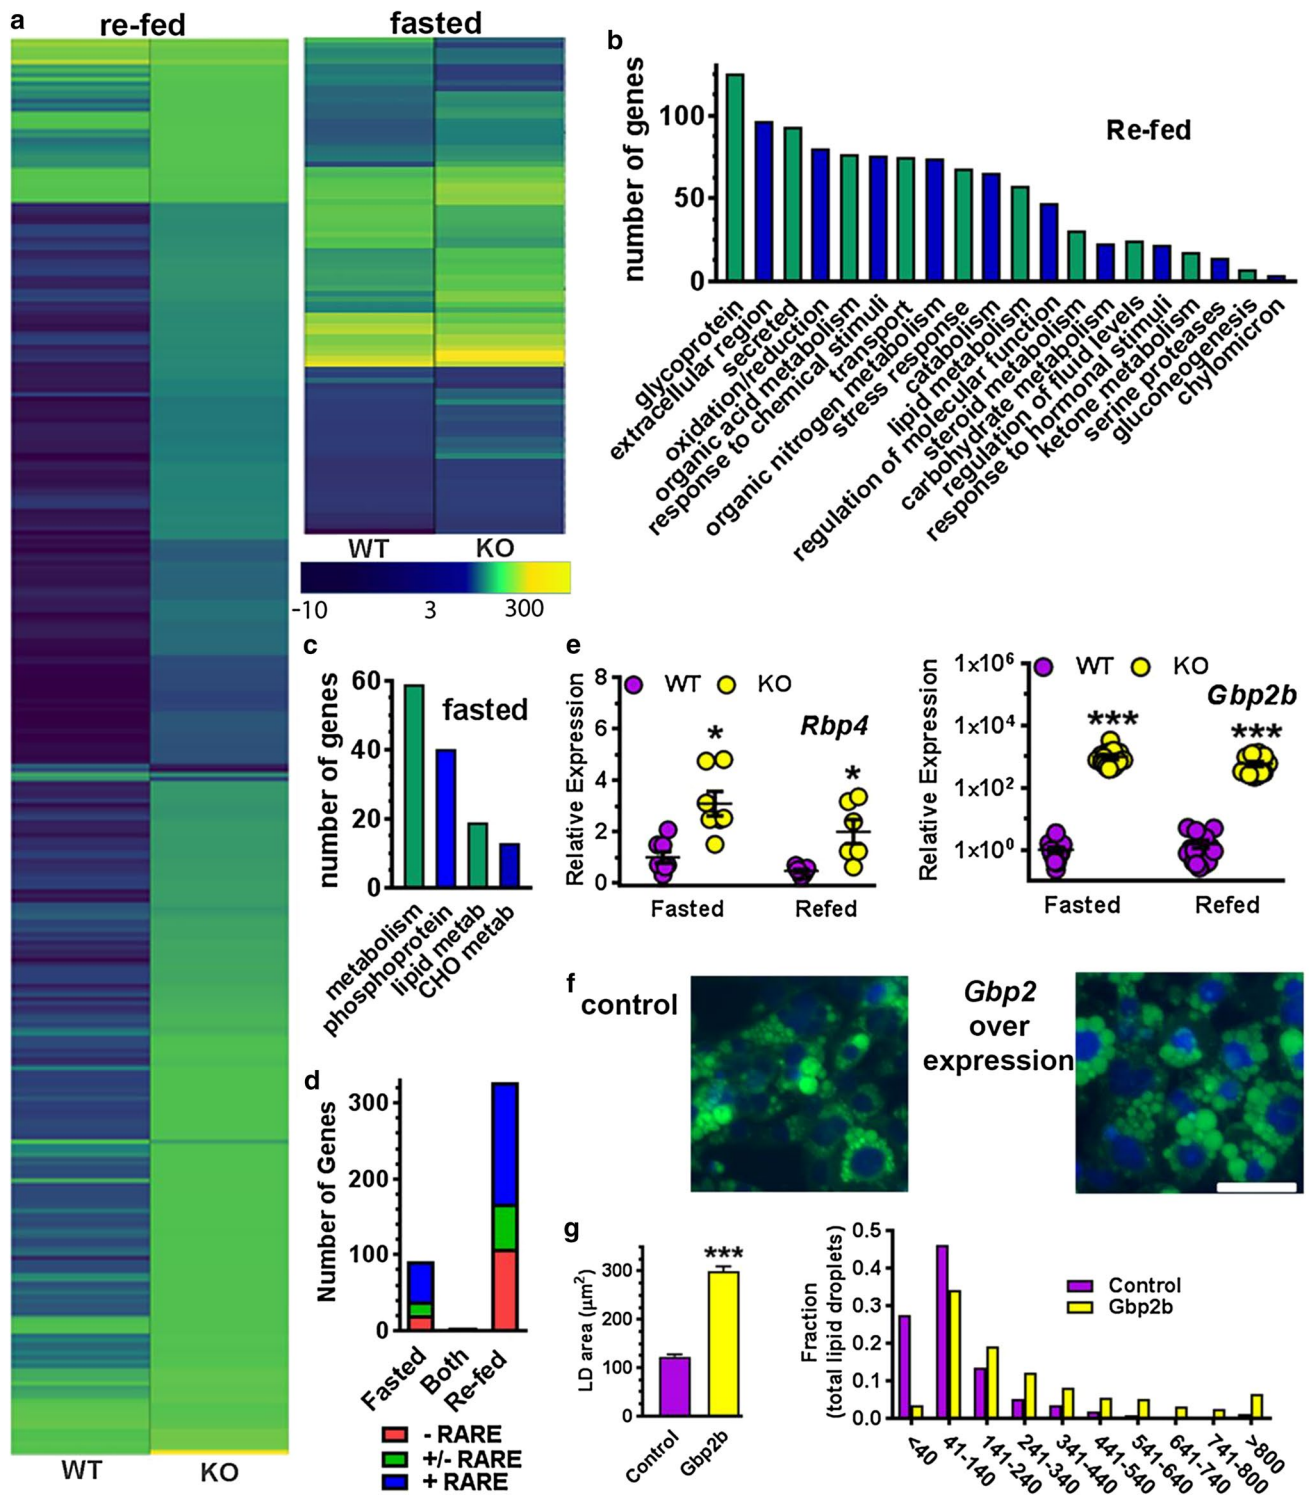 a
re-fed
fasted
WT
KO
WT
KO
-10
3
300
b
number of genes
100
50
0
Re-fed
glycoprotein
extracellular region
secreted
oxidation/reduction
organic acid metabolism
response to chemical stimuli
transport
organic nitrogen metabolism
stress response
catabolism
lipid metabolism
regulation of molecular function
steroid metabolism
carbohydrate metabolism
regulation of fluid levels
response to hormonal stimuli
ketone metabolism
serine proteases
gluconeogenesis
chylomicron
c
number of genes
60
40
20
0
fasted
metabolism
phosphoprotein
lipid metab
CHO metab
d
Number of Genes
300
200
100
0
Fasted
Both
Re-fed
- RARE
+/- RARE
+ RARE
e
Relative Expression
8
6
4
2
0
WT
KO
Rbp4
*
*
Fasted
Refed
Relative Expression
1x10⁶
1x10⁴
1x10²
1x10⁰
WT
KO
Gbp2b
***
***
Fasted
Refed
f
control
Gbp2
over
expression
g
LD area (µm²)
300
200
100
0
***
Control
Gbp2b
Fraction
(total lipid droplets)
0.5
0.4
0.3
0.2
0.1
0.0
Control
Gbp2b
<40
41-140
141-240
241-340
341-440
441-540
541-640
641-740
741-800
>800